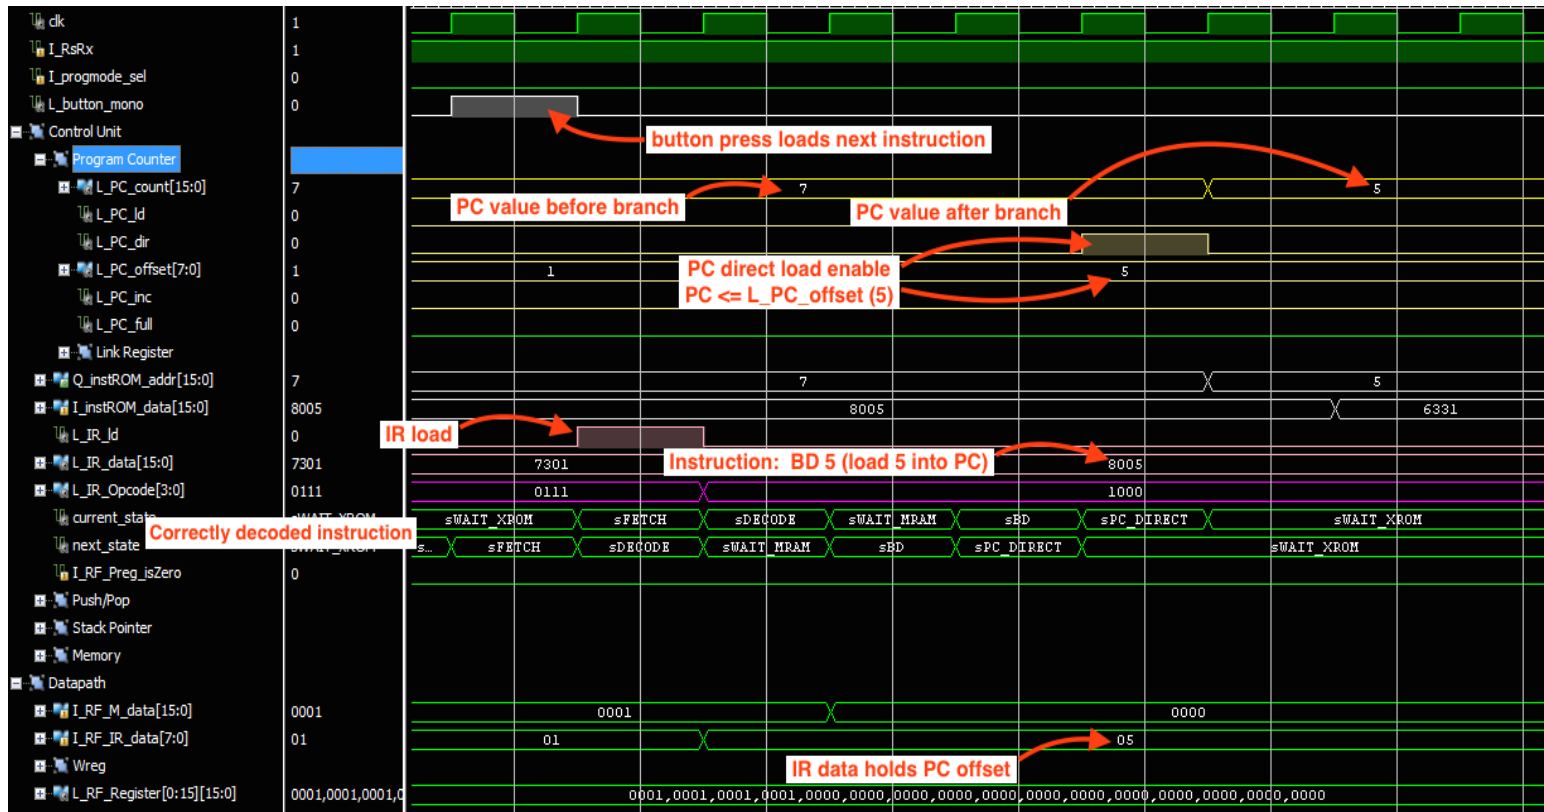 clk 1
I_RsRx 1
I_progmode_sel 0
L_button_mono 0
Control Unit
button press loads next instruction
Program Counter
L_PC_count[15:0] 7 7 5
PC value before branch
PC value after branch
L_PC_ld 0
L_PC_dir 0
L_PC_offset[7:0] 1 1 5
PC direct load enable
PC <= L_PC_offset (5)
L_PC_inc 0
L_PC_full 0
Link Register
Q_instROM_addr[15:0] 7 7 5
I_instROM_data[15:0] 8005 8005 6331
L_IR_ld 0
IR load
L_IR_data[15:0] 7301 7301 8005
Instruction: BD 5 (load 5 into PC)
L_IR_Opcode[3:0] 0111 0111 1000
current_state sWAIT_XROM sWAIT_XROM sFETCH sDECODE sWAIT_MRAM sBD sPC_DIRECT sWAIT_XROM
Correctly decoded instruction
next_state sWAIT_XROM s... sFETCH sDECODE sWAIT_MRAM sBD sPC_DIRECT sWAIT_XROM
I_RF_Preg_isZero 0
Push/Pop
Stack Pointer
Memory
Datapath
I_RF_M_data[15:0] 0001 0001 0000
I_RF_IR_data[7:0] 01 01 05
Wreg
IR data holds PC offset
L_RF_Register[0:15][15:0] 0001,0001,0001,0 0001,0001,0001,0001,0000,0000,0000,0000,0000,0000,0000,0000,0000,0000,0000,0000